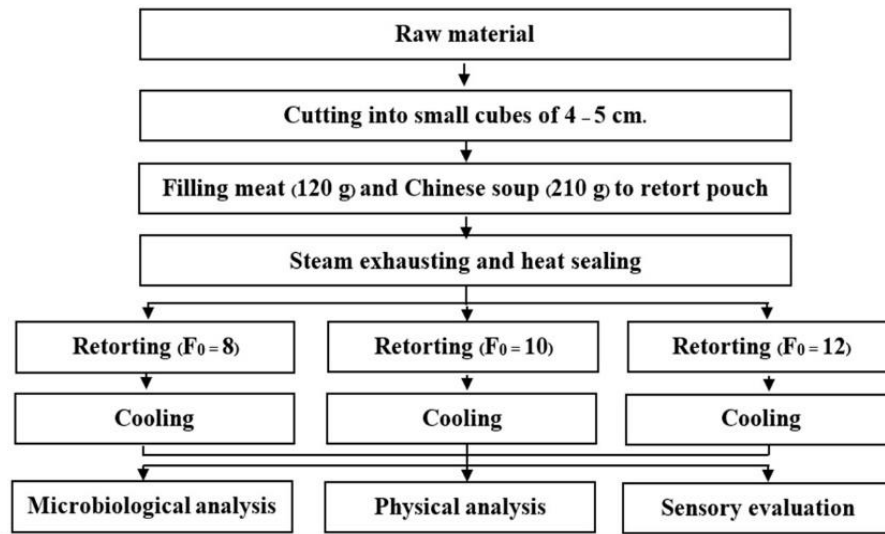 Raw material
Cutting into small cubes of 4 – 5 cm.
Filling meat (120 g) and Chinese soup (210 g) to retort pouch
Steam exhausting and heat sealing
Retorting (F₀ = 8)
Retorting (F₀ = 10)
Retorting (F₀ = 12)
Cooling
Cooling
Cooling
Microbiological analysis
Physical analysis
Sensory evaluation